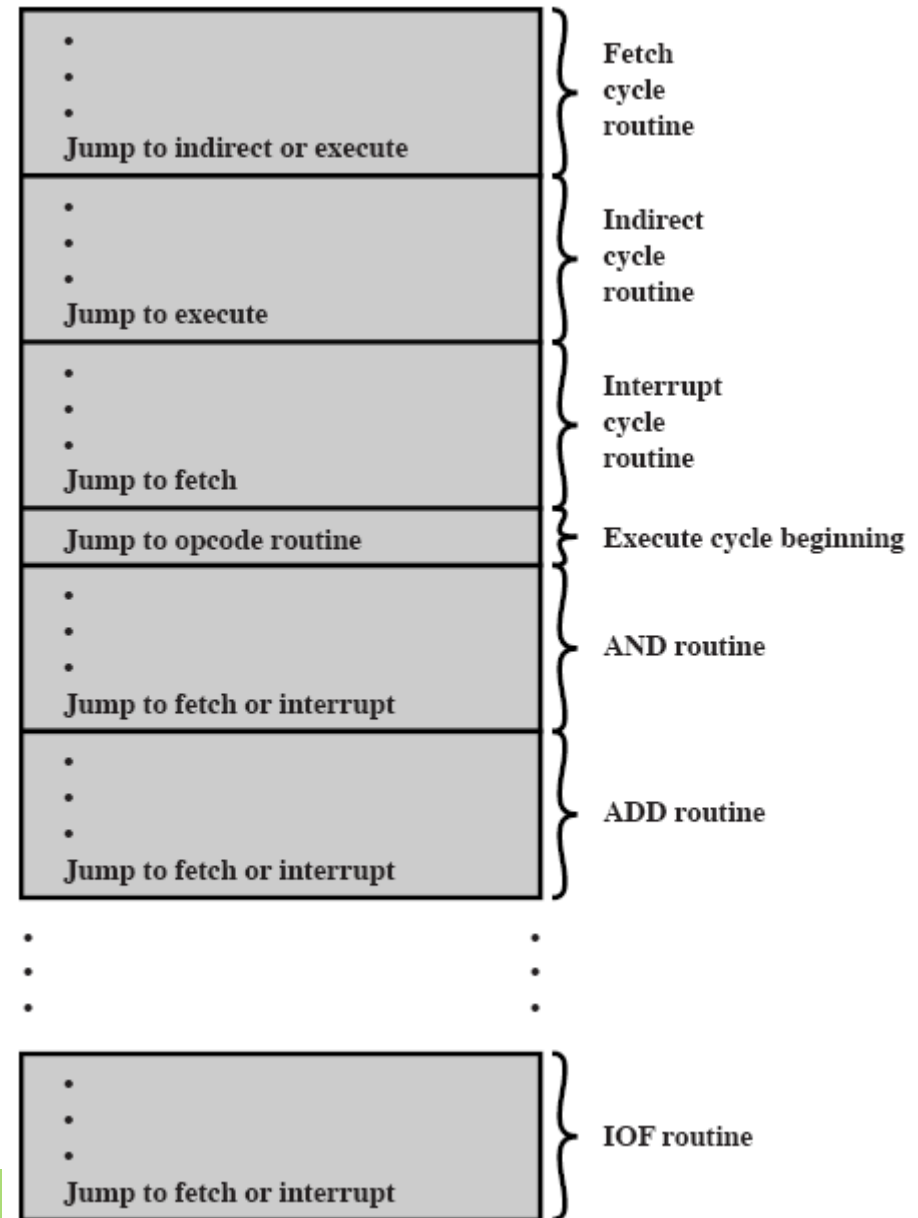 Fetch
cycle
routine
Jump to indirect or execute
Indirect
cycle
routine
Jump to execute
Interrupt
cycle
routine
Jump to fetch
Jump to opcode routine
Execute cycle beginning
AND routine
Jump to fetch or interrupt
ADD routine
Jump to fetch or interrupt
IOF routine
Jump to fetch or interrupt